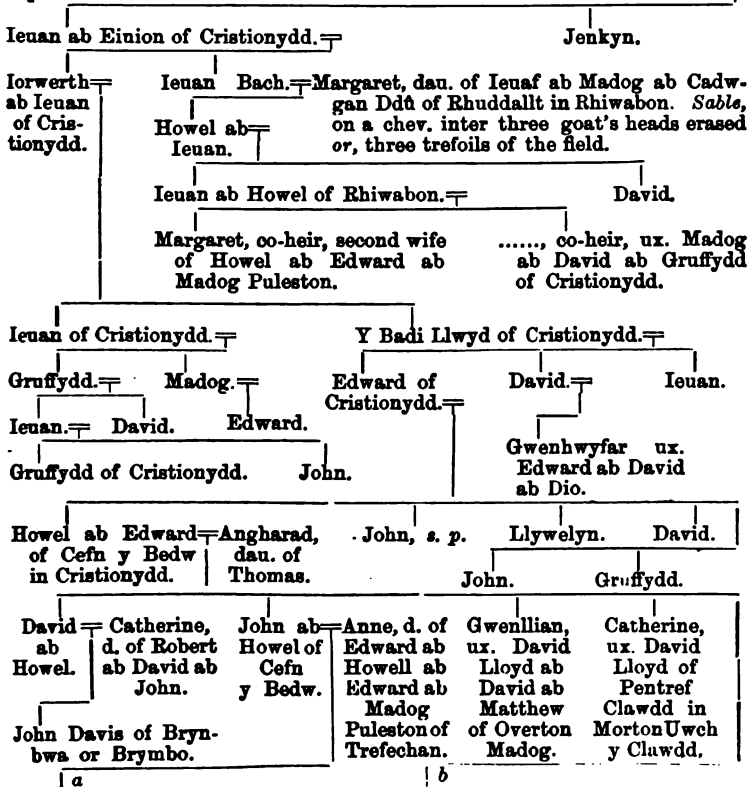 Ieuan ab Einion of Cristionydd.
Jenkyn.
Iorwerth
ab Ieuan
of Cris-
tionydd.
Ieuan Bach.
Margaret, dau. of Ieuaf ab Madog ab Cadw-
gan Ddû of Rhuddallt in Rhiwabon. Sable,
on a chev. inter three goat's heads erased
or, three trefoils of the field.
Howel ab
Ieuan.
Ieuan ab Howel of Rhiwabon.
David.
Margaret, co-heir, second wife
of Howel ab Edward ab
Madog Puleston.
......, co-heir, ux. Madog
ab David ab Gruffydd
of Cristionydd.
Ieuan of Cristionydd.
Y Badi Llwyd of Cristionydd.
Gruffydd.
Madog.
Edward of
Cristionydd.
David.
Ieuan.
Ieuan.
David.
Edward.
Gwenhwyfar ux.
Edward ab David
ab Dio.
Gruffydd of Cristionydd.
John.
Howel ab Edward
of Cefn y Bedw
in Cristionydd.
Angharad,
dau. of
Thomas.
John, s. p.
Llywelyn.
David.
John.
Gruffydd.
David
ab
Howel.
Catherine,
d. of Robert
ab David ab
John.
John ab
Howel of
Cefn
y Bedw.
Anne, d. of
Edward ab
Howell ab
Edward ab
Madog
Puleston of
Trefechan.
Gwenllian,
ux. David
Lloyd ab
David ab
Matthew
of Overton
Madog.
Catherine,
ux. David
Lloyd of
Pentref
Clawdd in
Morton Uwch
y Clawdd.
John Davis of Bryn-
bwa or Brymbo.
a
b